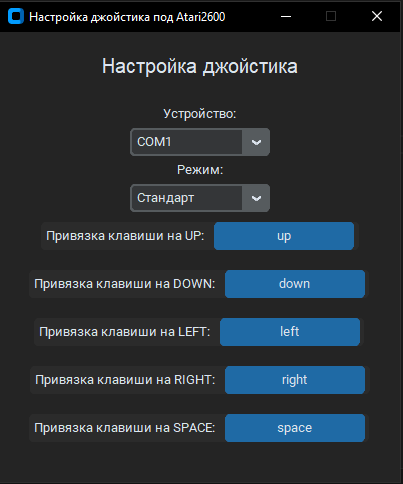 Настройка джойстика под Atari2600
Настройка джойстика
Устройство:
COM1
Режим:
Стандарт
Привязка клавиши на UP: up
Привязка клавиши на DOWN: down
Привязка клавиши на LEFT: left
Привязка клавиши на RIGHT: right
Привязка клавиши на SPACE: space